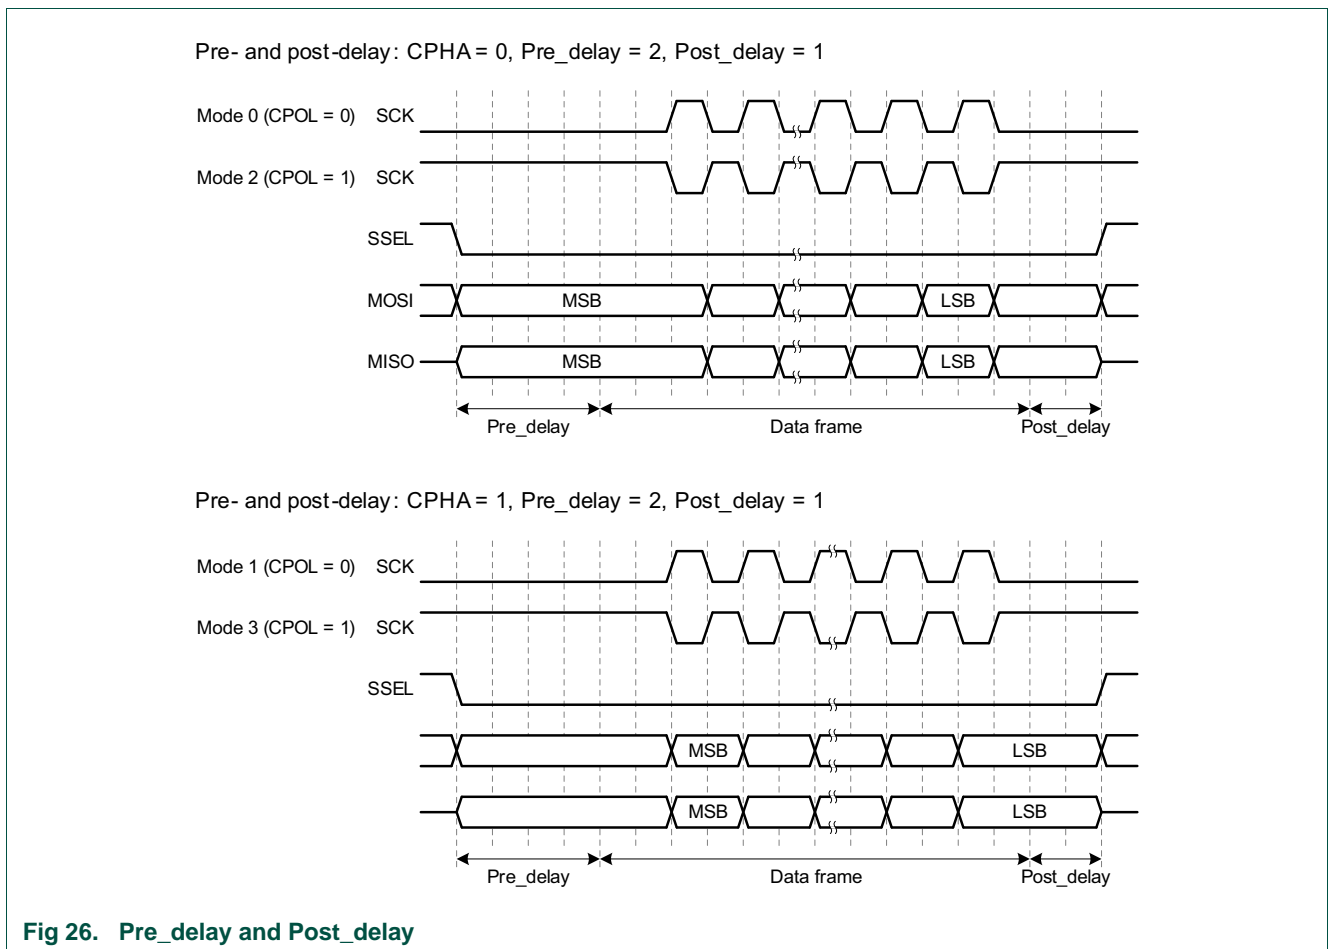 Pre- and post-delay: CPHA = 0, Pre_delay = 2, Post_delay = 1
Mode 0 (CPOL = 0) SCK
Mode 2 (CPOL = 1) SCK
SSEL
MOSI MSB LSB
MISO MSB LSB
Pre_delay Data frame Post_delay
Pre- and post-delay: CPHA = 1, Pre_delay = 2, Post_delay = 1
Mode 1 (CPOL = 0) SCK
Mode 3 (CPOL = 1) SCK
SSEL
MSB LSB
MSB LSB
Pre_delay Data frame Post_delay
Fig 26. Pre_delay and Post_delay